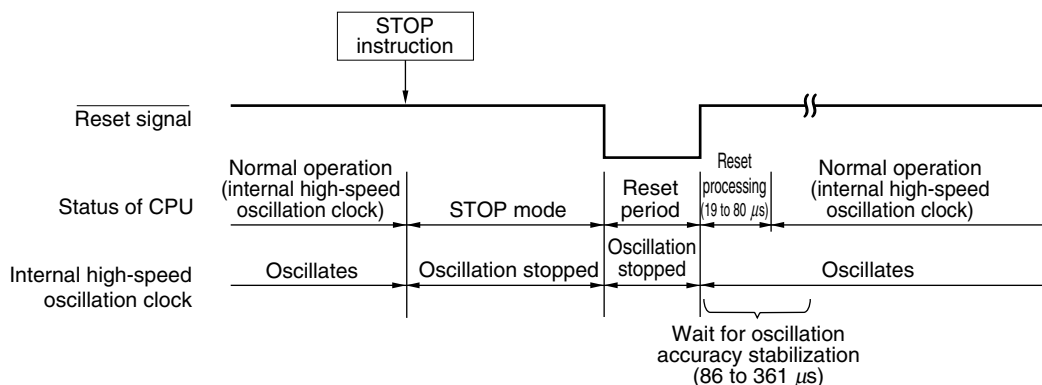 STOP
instruction
Reset signal
Status of CPU
Normal operation
(internal high-speed
oscillation clock)
STOP mode
Reset
period
Reset
processing
(19 to 80 μs)
Normal operation
(internal high-speed
oscillation clock)
Internal high-speed
oscillation clock
Oscillates
Oscillation stopped
Oscillation
stopped
Oscillates
Wait for oscillation
accuracy stabilization
(86 to 361 μs)